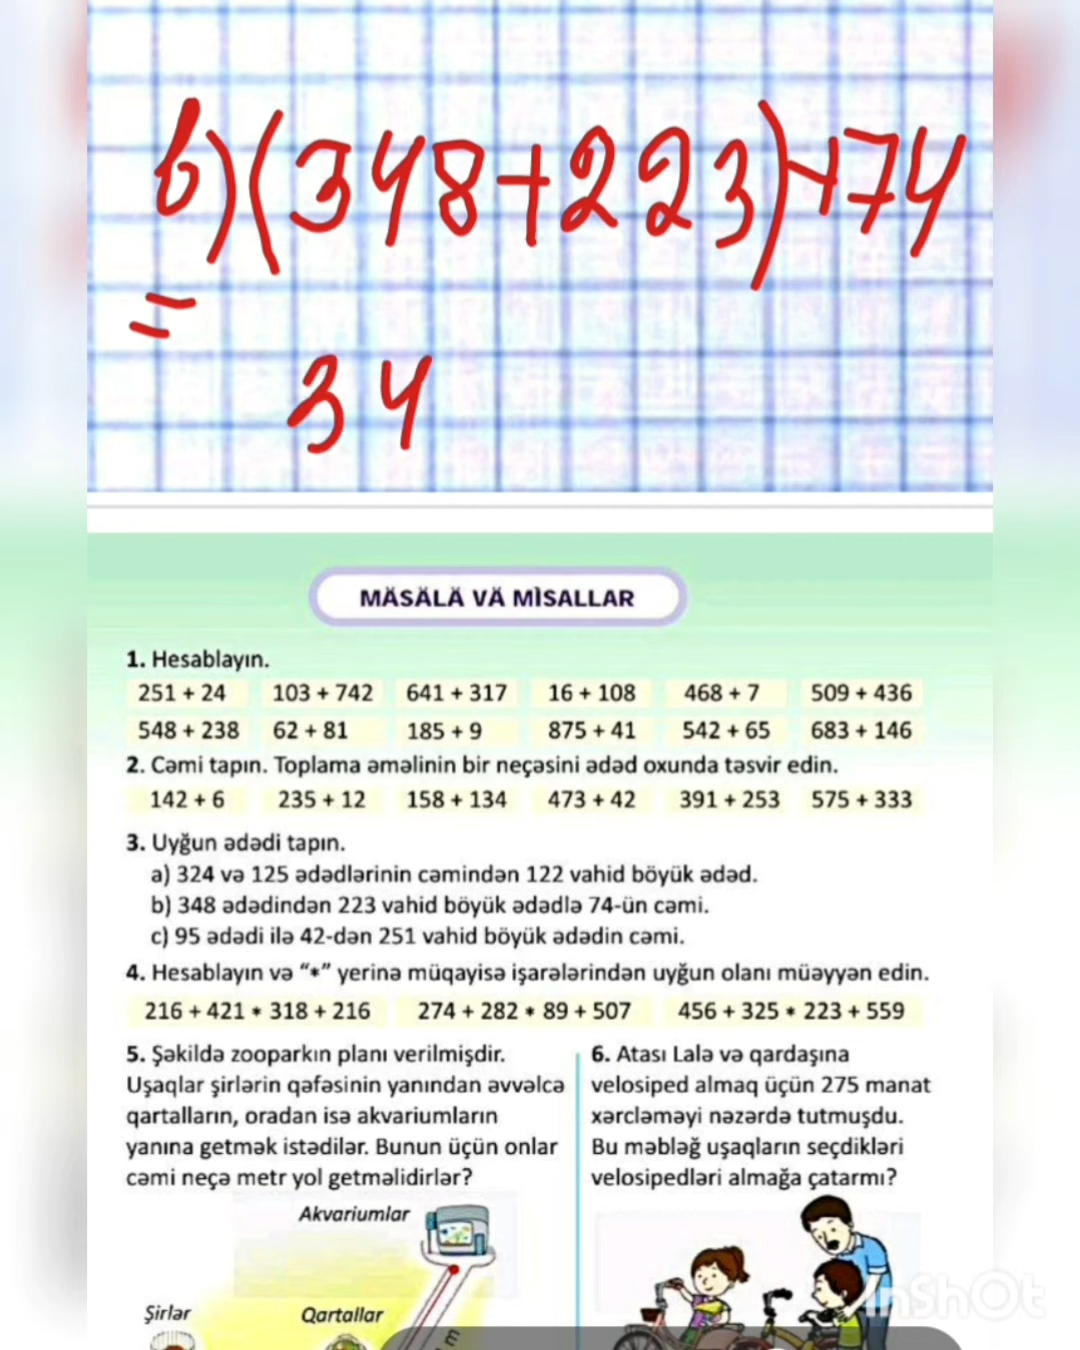 b)(348+223)+74
=
34
MÄSÄLÄ VÄ MÌSALLAR
1. Hesablayın.
251 + 24 103 + 742 641 + 317 16 + 108 468 + 7 509 + 436
548 + 238 62 + 81 185 + 9 875 + 41 542 + 65 683 + 146
2. Cəmi tapın. Toplama əməlinin bir neçəsini ədəd oxunda təsvir edin.
142 + 6 235 + 12 158 + 134 473 + 42 391 + 253 575 + 333
3. Uyğun ədədi tapın.
a) 324 və 125 ədədlərinin cəmindən 122 vahid böyük ədəd.
b) 348 ədədindən 223 vahid böyük ədədlə 74-ün cəmi.
c) 95 ədədi ilə 42-dən 251 vahid böyük ədədin cəmi.
4. Hesablayın və “*” yerinə müqayisə işarələrindən uyğun olanı müəyyən edin.
216 + 421 * 318 + 216 274 + 282 * 89 + 507 456 + 325 * 223 + 559
5. Şəkildə zooparkın planı verilmişdir.
Uşaqlar şirlərin qəfəsinin yanından əvvəlcə
qartalların, oradan isə akvariumların
yanına getmək istədilər. Bunun üçün onlar
cəmi neçə metr yol getməlidirlər?
Akvariumlar
Şirlər Qartallar
m
6. Atası Lalə və qardaşına
velosiped almaq üçün 275 manat
xərcləməyi nəzərdə tutmuşdu.
Bu məbləğ uşaqların seçdikləri
velosipedləri almağa çatarmı?
InShOt